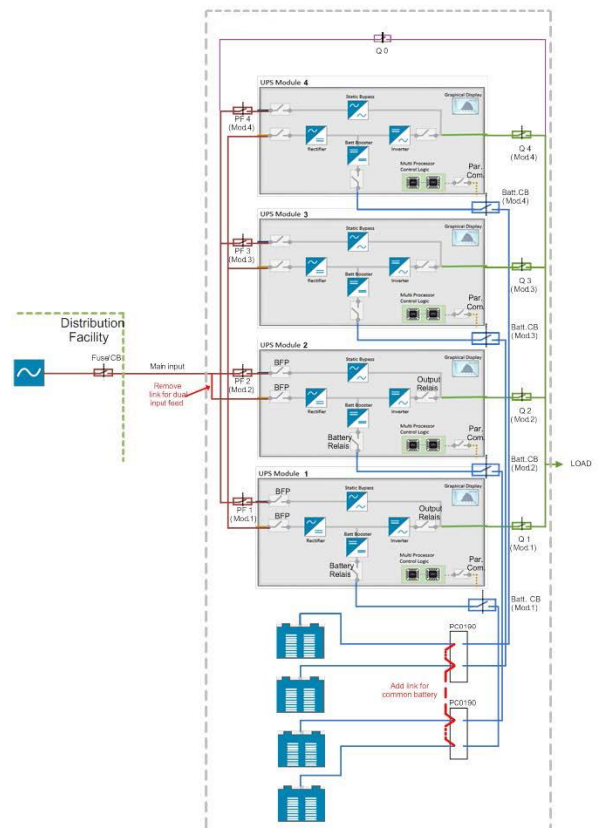 Q 0
UPS Module 4
Static Bypass
Graphical Display
PF 4
(Mod.4)
Rectifier
Batt Booster
Inverter
Multi Processor
Control Logic
Par.
Com.
Q 4
(Mod.4)
Batt.CB
(Mod.4)
UPS Module 3
Static Bypass
Graphical Display
PF 3
(Mod.3)
Rectifier
Batt Booster
Inverter
Multi Processor
Control Logic
Par.
Com.
Q 3
(Mod.3)
Batt.CB
(Mod.3)
Distribution
Facility
Fuse/CB
Main input
Remove
link for dual
input feed
UPS Module 2
Static Bypass
Graphical Display
PF 2
(Mod.2)
BFP
BFP
Rectifier
Batt Booster
Inverter
Output
Relais
Battery
Relais
Multi Processor
Control Logic
Par.
Com.
Q 2
(Mod.2)
Batt.CB
(Mod.2)
LOAD
UPS Module 1
Static Bypass
Graphical Display
PF 1
(Mod.1)
BFP
BFP
Rectifier
Batt Booster
Inverter
Output
Relais
Battery
Relais
Multi Processor
Control Logic
Par.
Com.
Q 1
(Mod.1)
Batt. CB
(Mod.1)
PC0190
Add link for
common battery
PC0190